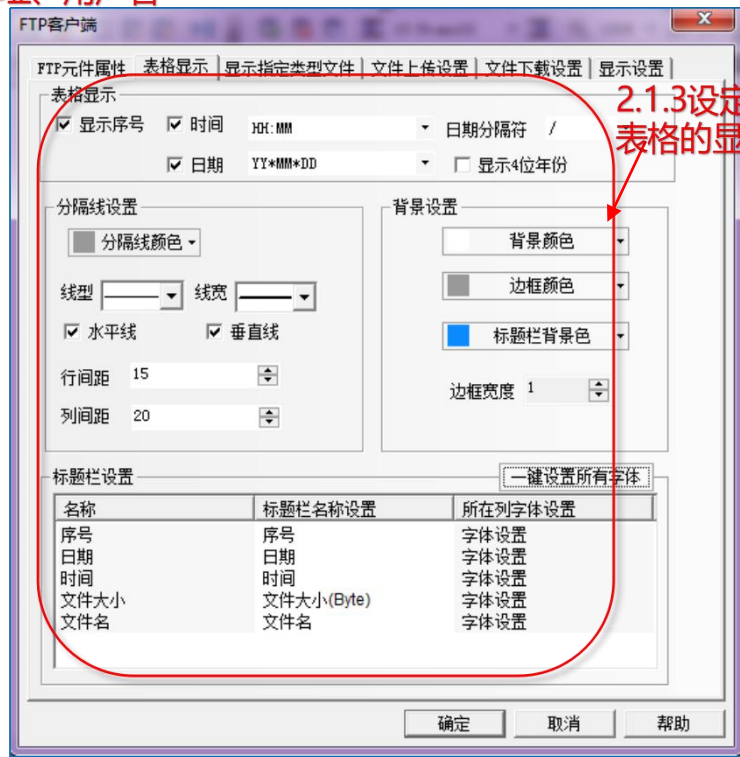 FTP客户端
FTP元件属性 表格显示 显示指定类型文件 文件上传设置 文件下载设置 显示设置
表格显示
2.1.3设定
表格的显
显示序号 时间 HH:MM 日期分隔符 /
日期 YY*MM*DD 显示4位年份
分隔线设置 背景设置
分隔线颜色 背景颜色
线型 线宽 边框颜色
水平线 垂直线 标题栏背景色
行间距 15
边框宽度 1
列间距 20
标题栏设置 一键设置所有字体
名称 标题栏名称设置 所在列字体设置
序号 序号 字体设置
日期 日期 字体设置
时间 时间 字体设置
文件大小 文件大小(Byte) 字体设置
文件名 文件名 字体设置
确定 取消 帮助